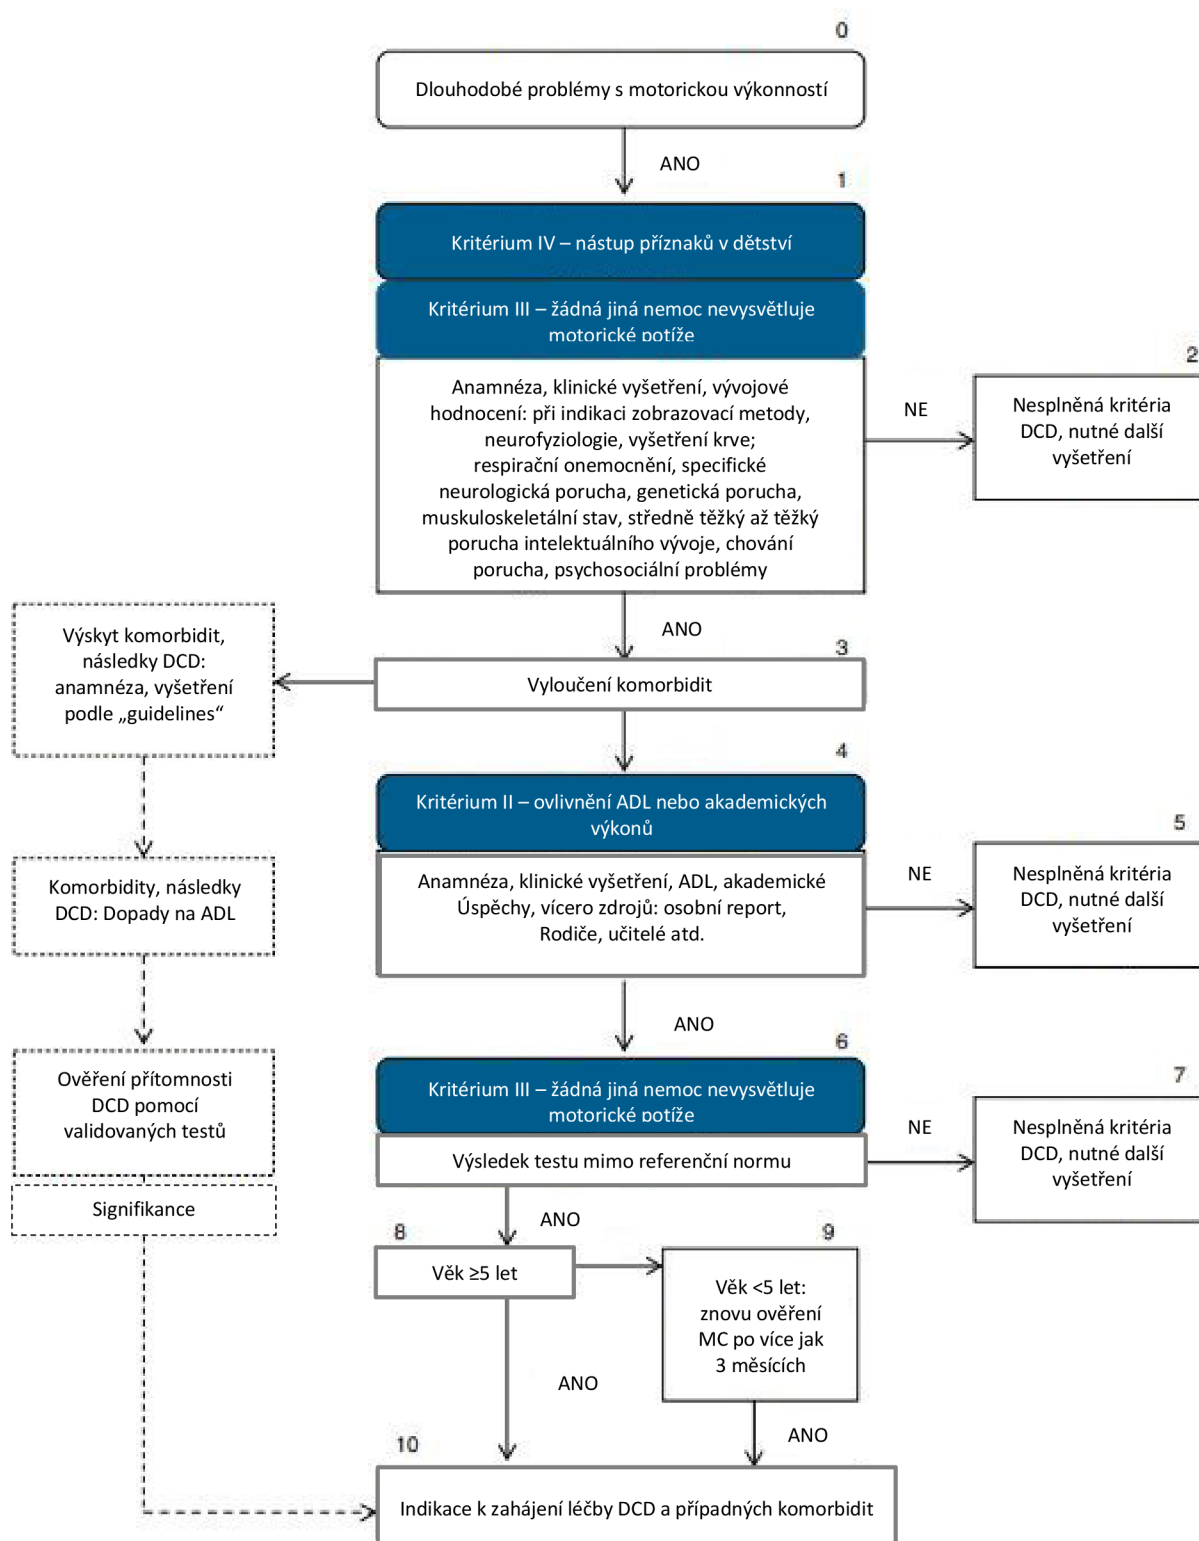 0
Dlouhodobé problémy s motorickou výkonností
ANO
1
Kritérium IV – nástup příznaků v dětství
Kritérium III – žádná jiná nemoc nevysvětluje
motorické potíže
Anamnéza, klinické vyšetření, vývojové
hodnocení: při indikaci zobrazovací metody,
neurofyziologie, vyšetření krve;
respirační onemocnění, specifické
neurologická porucha, genetická porucha,
muskuloskeletální stav, středně těžký až těžký
porucha intelektuálního vývoje, chování
porucha, psychosociální problémy
NE
2
Nesplněná kritéria
DCD, nutné další
vyšetření
ANO
3
Vyloučení komorbidit
Výskyt komorbidit,
následky DCD:
anamnéza, vyšetření
podle „guidelines“
4
Kritérium II – ovlivnění ADL nebo akademických
výkonů
Anamnéza, klinické vyšetření, ADL, akademické
Úspěchy, vícero zdrojů: osobní report,
Rodiče, učitelé atd.
NE
5
Nesplněná kritéria
DCD, nutné další
vyšetření
Komorbidity, následky
DCD: Dopady na ADL
ANO
6
Kritérium III – žádná jiná nemoc nevysvětluje
motorické potíže
Výsledek testu mimo referenční normu
NE
7
Nesplněná kritéria
DCD, nutné další
vyšetření
Ověření přítomnosti
DCD pomocí
validovaných testů
Signifikance
ANO
8
Věk ≥5 let
9
Věk <5 let:
znovu ověření
MC po více jak
3 měsících
ANO
ANO
10
Indikace k zahájení léčby DCD a případných komorbidit